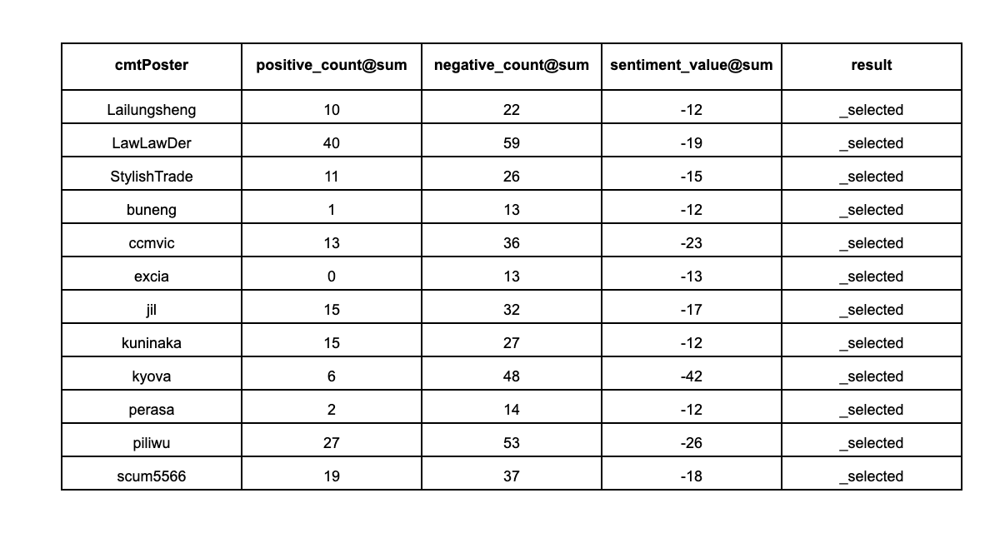 cmtPoster positive_count@sum negative_count@sum sentiment_value@sum result
Lailungsheng 10 22 -12 _selected
LawLawDer 40 59 -19 _selected
StylishTrade 11 26 -15 _selected
buneng 1 13 -12 _selected
ccmvic 13 36 -23 _selected
excia 0 13 -13 _selected
jil 15 32 -17 _selected
kuninaka 15 27 -12 _selected
kyova 6 48 -42 _selected
perasa 2 14 -12 _selected
piliwu 27 53 -26 _selected
scum5566 19 37 -18 _selected